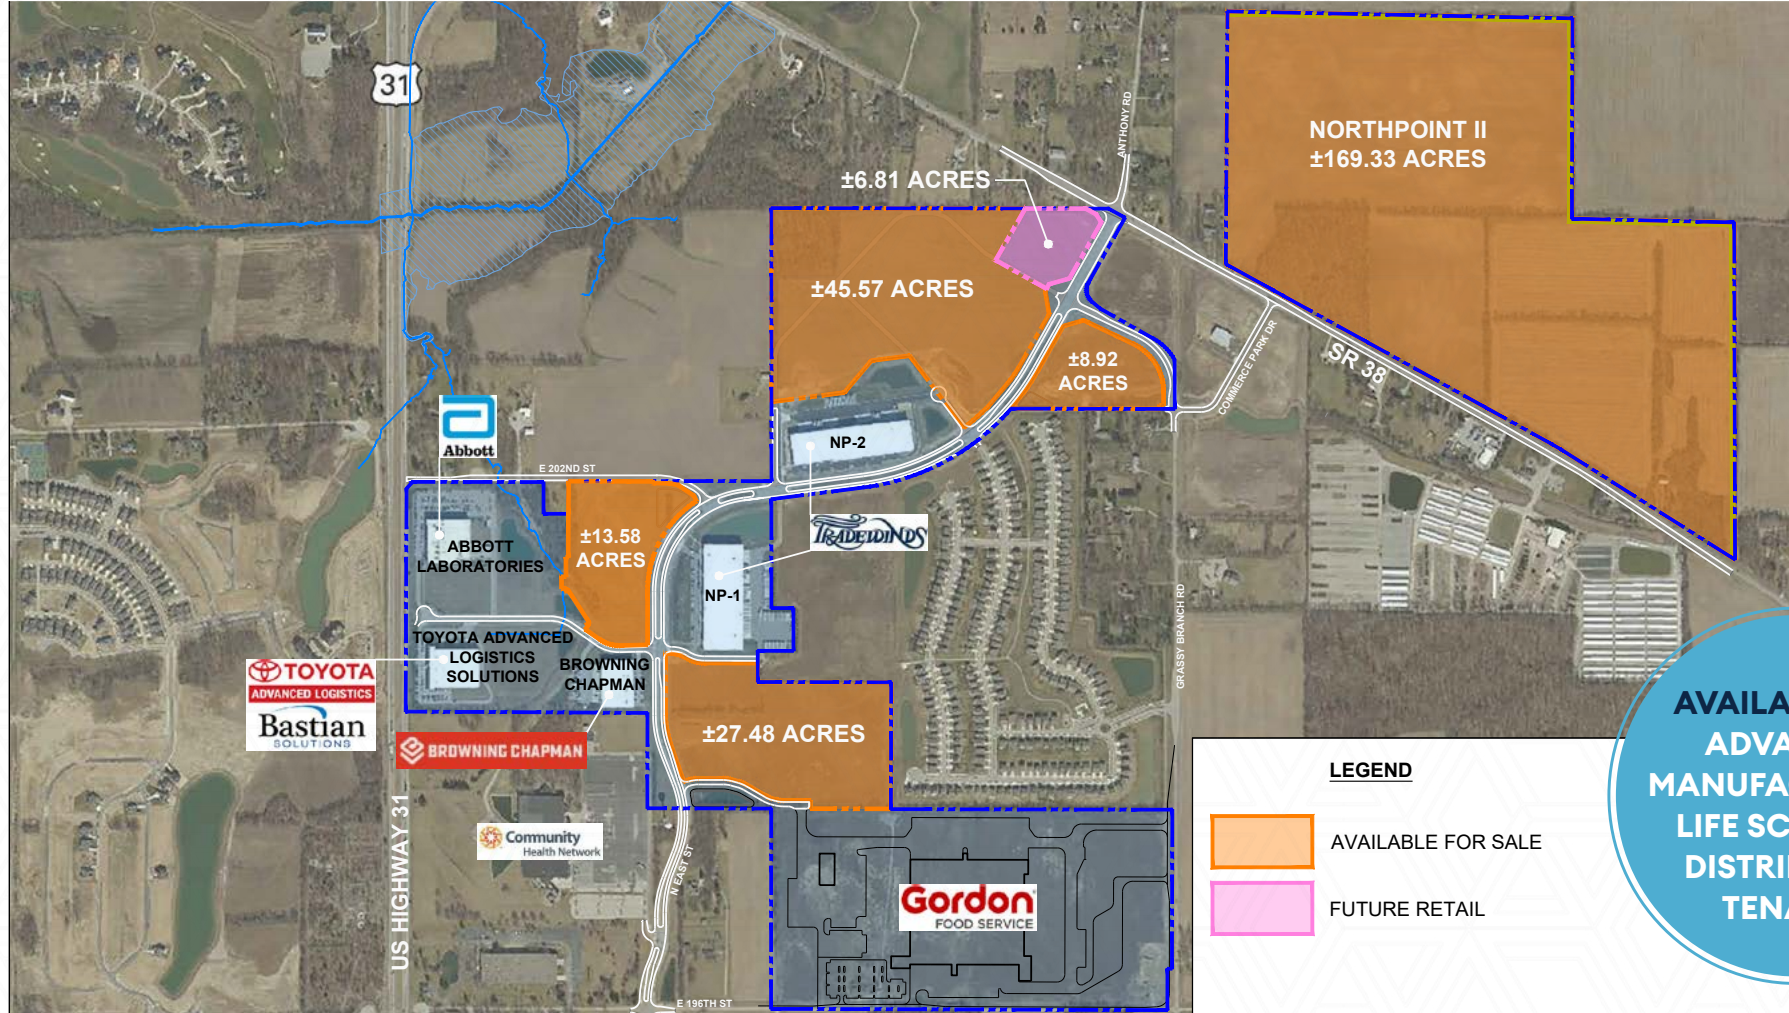 31
ANTHONY RD
NORTHPOINT II
±169.33 ACRES
±6.81 ACRES
±45.57 ACRES
±8.92
ACRES
COMMERCE PARK DR
SR 38
Abbott
NP-2
E 202ND ST
TRADEWINDS
±13.58
ACRES
ABBOTT
LABORATORIES
NP-1
GRASSY BRANCH RD
TOYOTA ADVANCED
LOGISTICS
SOLUTIONS
BROWNING
CHAPMAN
TOYOTA
ADVANCED LOGISTICS
Bastian
SOLUTIONS
BROWNING CHAPMAN
±27.48 ACRES
US HIGHWAY 31
Community
Health Network
N EAST ST
Gordon
FOOD SERVICE
E 196TH ST
LEGEND
AVAILABLE FOR SALE
FUTURE RETAIL
AVAILA
ADVA
MANUFA
LIFE SC
DISTRI
TENA